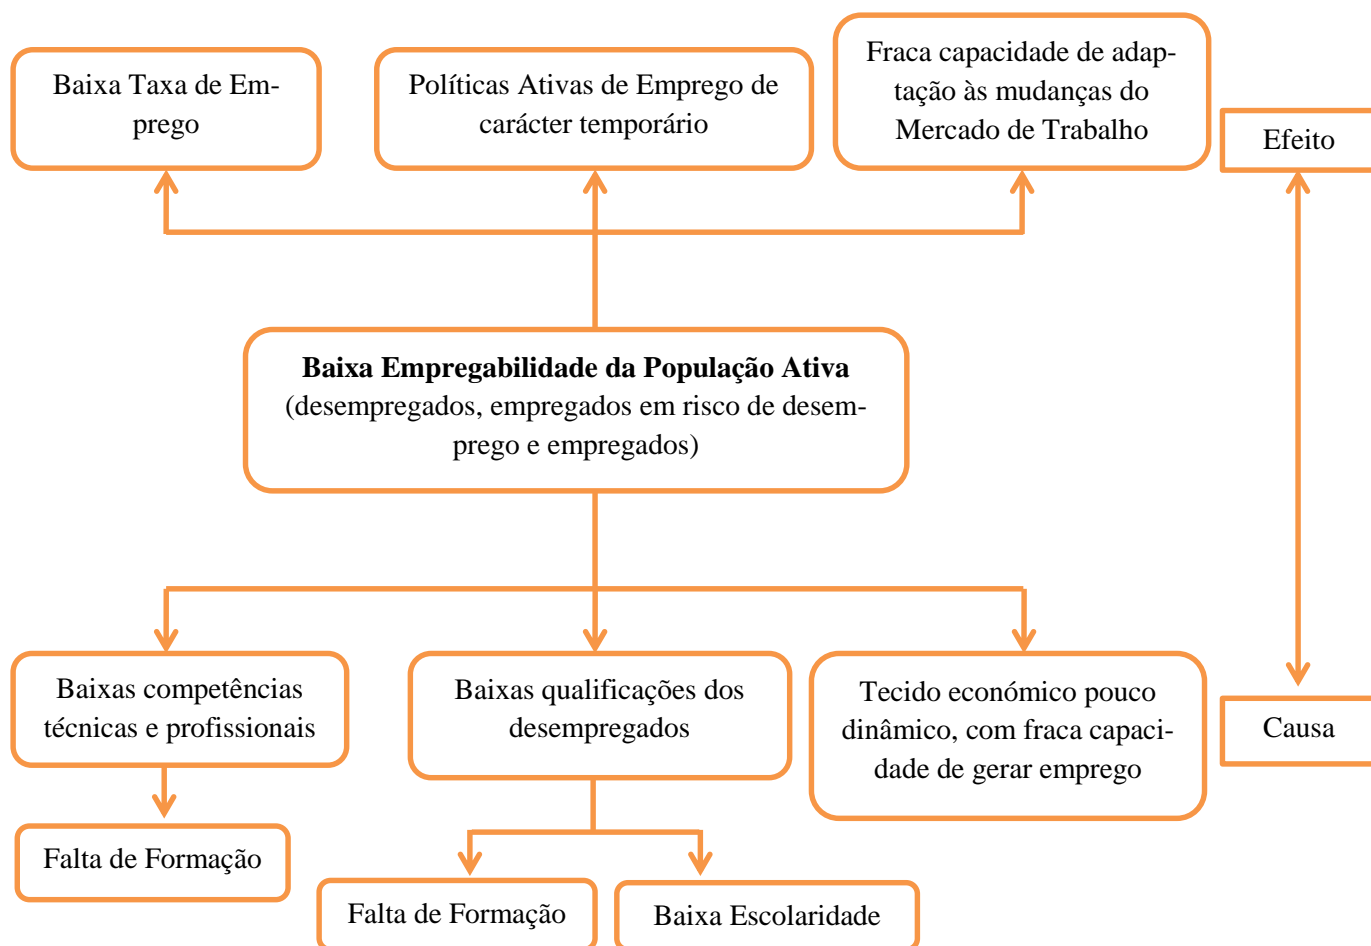 Baixa Taxa de Em-
prego
Políticas Ativas de Emprego de
carácter temporário
Fraca capacidade de adap-
tação às mudanças do
Mercado de Trabalho
Efeito
Baixa Empregabilidade da População Ativa
(desempregados, empregados em risco de desem-
prego e empregados)
Baixas competências
técnicas e profissionais
Baixas qualificações dos
desempregados
Tecido económico pouco
dinâmico, com fraca capaci-
dade de gerar emprego
Causa
Falta de Formação
Falta de Formação
Baixa Escolaridade